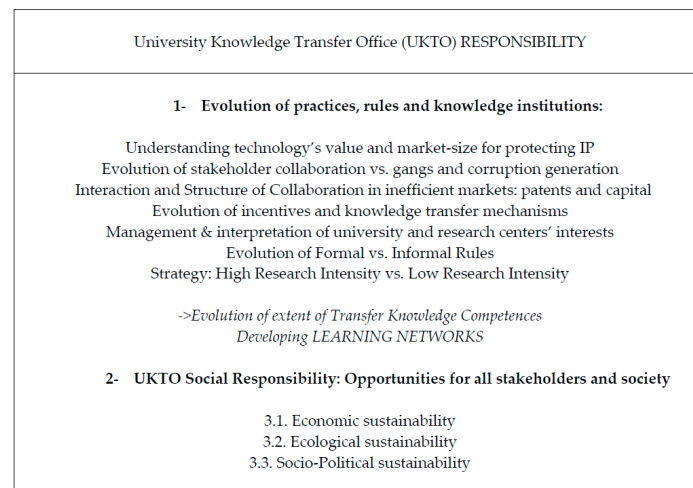 University Knowledge Transfer Office (UKTO) RESPONSIBILITY
1- Evolution of practices, rules and knowledge institutions:
Understanding technology's value and market-size for protecting IP
Evolution of stakeholder collaboration vs. gangs and corruption generation
Interaction and Structure of Collaboration in inefficient markets: patents and capital
Evolution of incentives and knowledge transfer mechanisms
Management & interpretation of university and research centers' interests
Evolution of Formal vs. Informal Rules
Strategy: High Research Intensity vs. Low Research Intensity
->Evolution of extent of Transfer Knowledge Competences
Developing LEARNING NETWORKS
2- UKTO Social Responsibility: Opportunities for all stakeholders and society
3.1. Economic sustainability
3.2. Ecological sustainability
3.3. Socio-Political sustainability